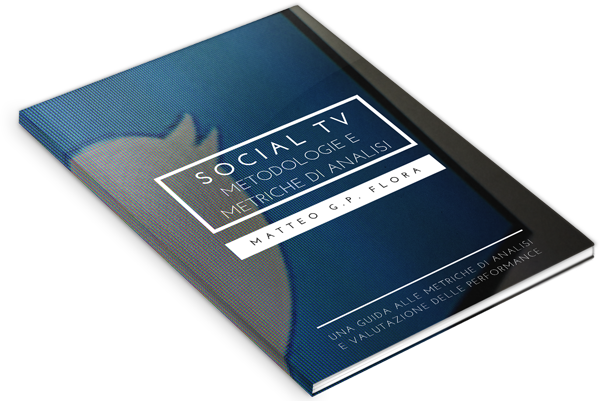 SOCIAL TV
METODOLOGIE E
METRICHE DI ANALISI
MATTEO G.P. FLORA
UNA GUIDA ALLE METRICHE DI ANALISI
E VALUTAZIONE DELLE PERFORMANCE